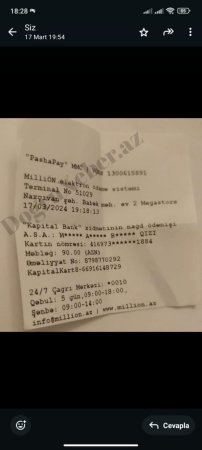 18:28
Siz
17 Mart 19:54
"PashaPay" MMC 1300615891
MilliÖN elektron ödəmə sistemi
Terminal No 51029
Naxçıvan şəh. Babək məh. ev 2 Megastore
17/03/2024 19:18:13
"Kapital Bank" xidmətinin nağd ödənişi
A.S.A.: V***** A***** R***** QIZI
Kartın nömrəsi: 416973******1884
Məbləğ: 90.00 (AZN)
Əməliyyat No: 8798770292
KapitalKart8-66916148729
24/7 Çağrı Mərkəzi: *0010
Qəbul: 5 gün,09:00-18:00,
Şənbə: 09:00-14:00
info@million.az | www.million.az
Cavabla